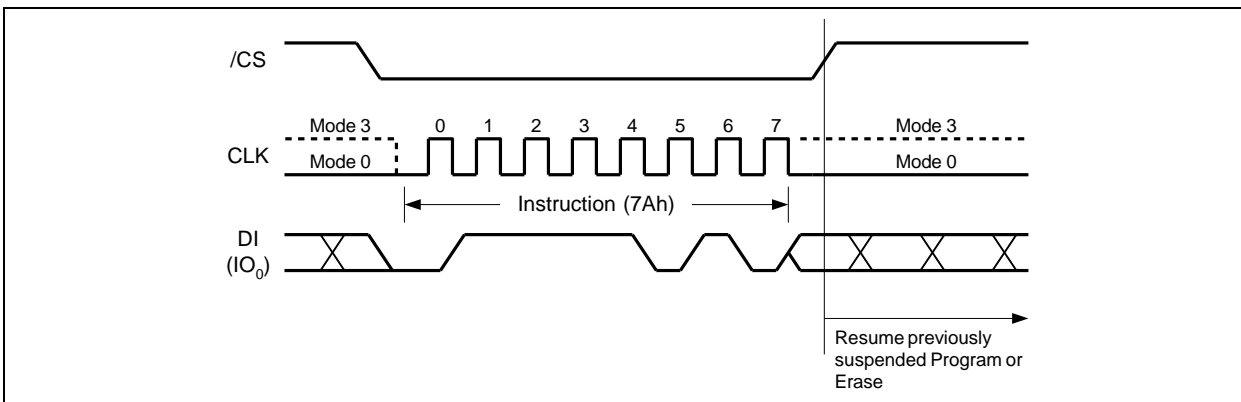 /CS
Mode 3 0 1 2 3 4 5 6 7 Mode 3
CLK
Mode 0 Mode 0
Instruction (7Ah)
DI
(IO0)
Resume previously
suspended Program or
Erase